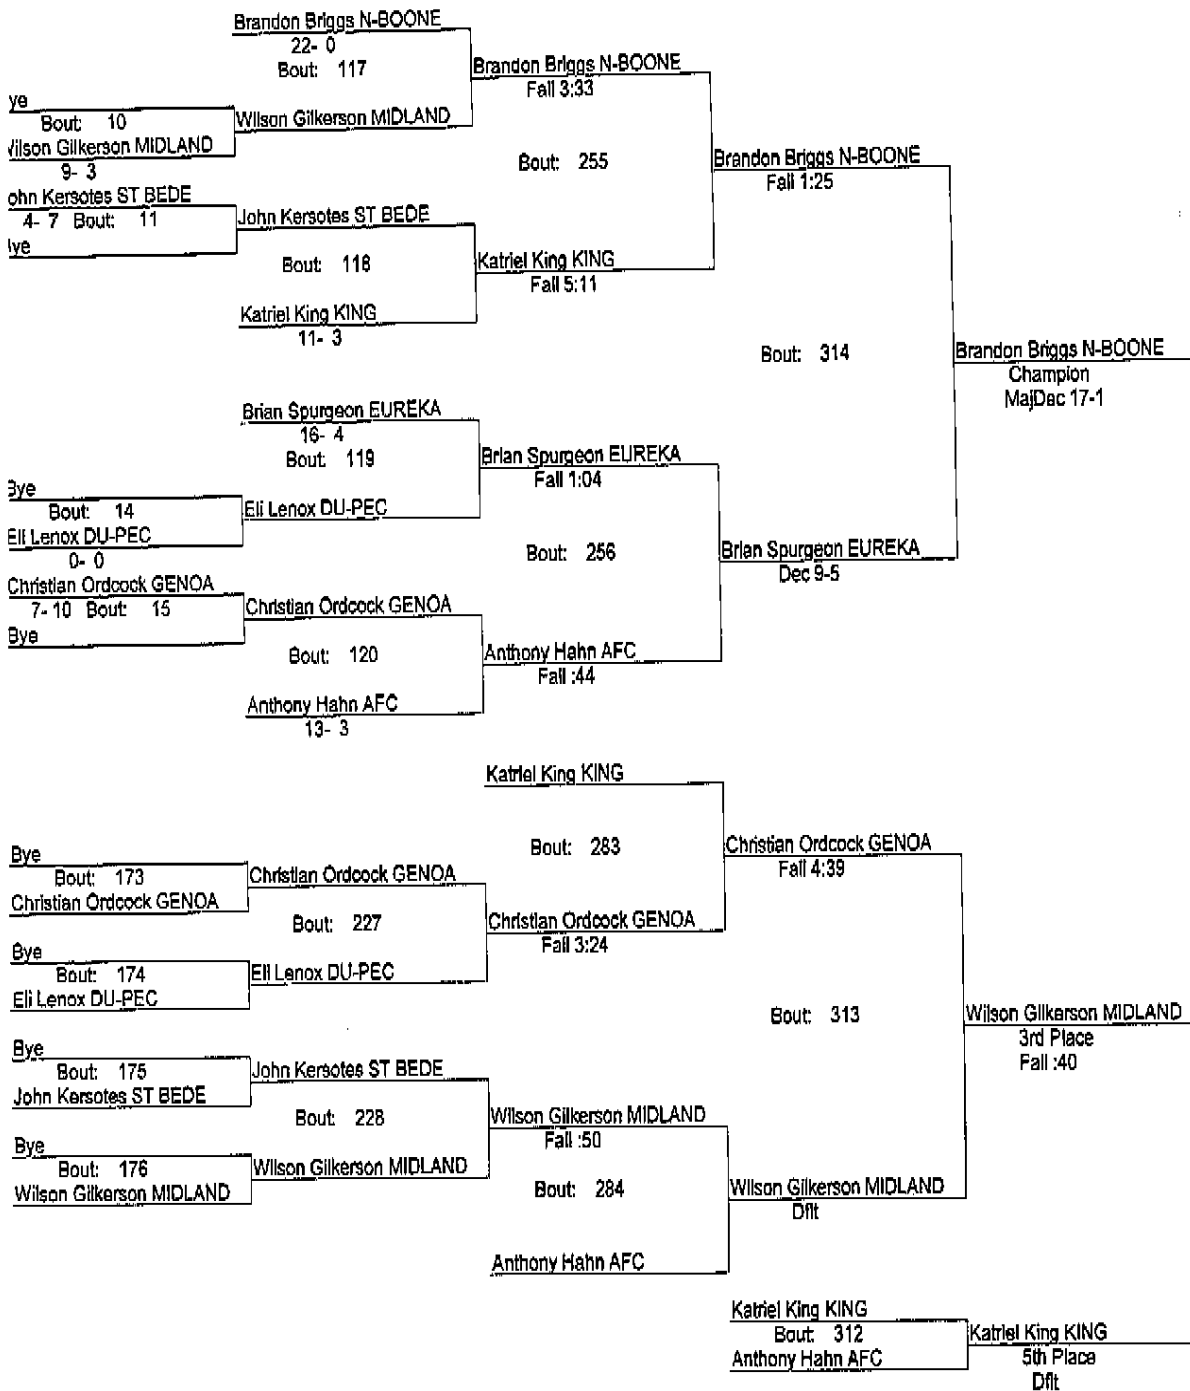 Brandon Briggs N-BOONE
22- 0
Bout: 117
Brandon Briggs N-BOONE
Fall 3:33
ye
Bout: 10
Wilson Gilkerson MIDLAND
Wilson Gilkerson MIDLAND
9- 3
Bout: 255
Brandon Briggs N-BOONE
Fall 1:25
ohn Kersotes ST BEDE
4- 7 Bout: 11
John Kersotes ST BEDE
ye
Bout: 118
Katriel King KING
Fall 5:11
Katriel King KING
11- 3
Bout: 314
Brandon Briggs N-BOONE
Champion
MajDec 17-1
Brian Spurgeon EUREKA
16- 4
Bout: 119
Brian Spurgeon EUREKA
Fall 1:04
Bye
Bout: 14
Eli Lenox DU-PEC
Eli Lenox DU-PEC
0- 0
Bout: 256
Brian Spurgeon EUREKA
Dec 9-5
Christian Ordcock GENOA
7- 10 Bout: 15
Christian Ordcock GENOA
Bye
Bout: 120
Anthony Hahn AFC
Fall :44
Anthony Hahn AFC
13- 3
Katriel King KING
Bout: 283
Christian Ordcock GENOA
Fall 4:39
Bye
Bout: 173
Christian Ordcock GENOA
Christian Ordcock GENOA
Bout: 227
Christian Ordcock GENOA
Fall 3:24
Bye
Bout: 174
Eli Lenox DU-PEC
Eli Lenox DU-PEC
Bout: 313
Wilson Gilkerson MIDLAND
3rd Place
Fall :40
Bye
Bout: 175
John Kersotes ST BEDE
John Kersotes ST BEDE
Bout: 228
Wilson Gilkerson MIDLAND
Fall :50
Bye
Bout: 176
Wilson Gilkerson MIDLAND
Wilson Gilkerson MIDLAND
Bout: 284
Wilson Gilkerson MIDLAND
Dflt
Anthony Hahn AFC
Katriel King KING
Bout: 312
Anthony Hahn AFC
Katriel King KING
5th Place
Dflt